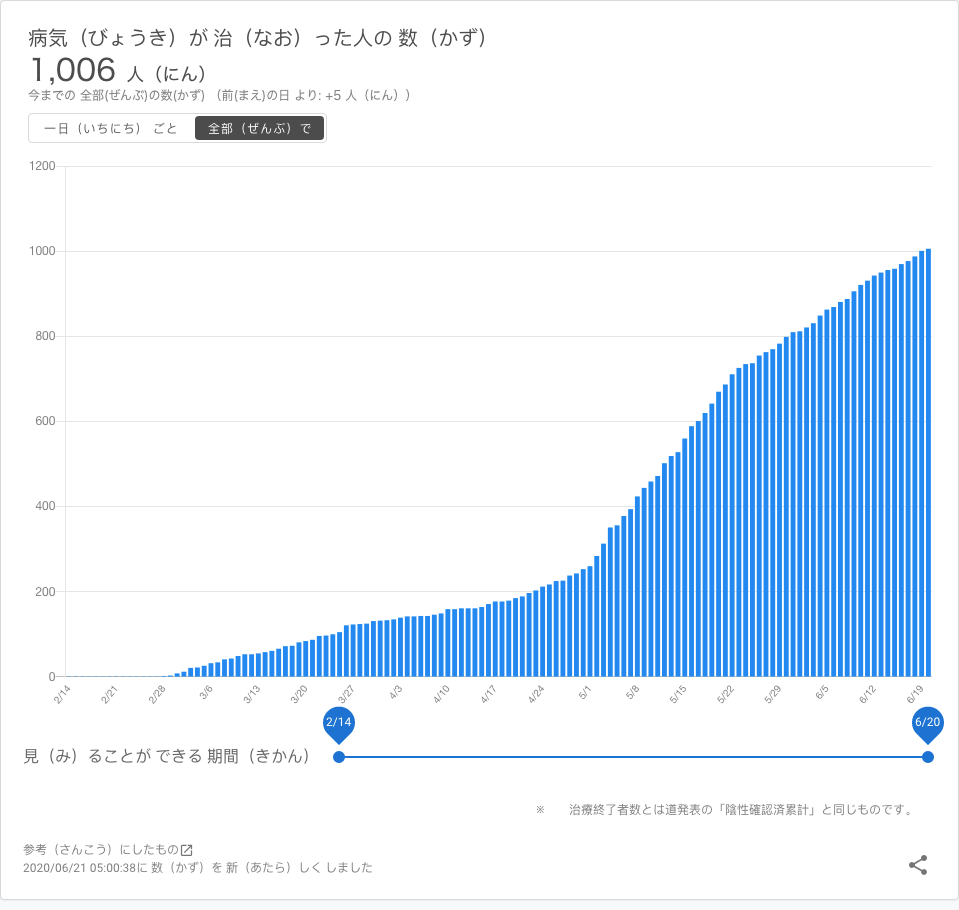 病気（びょうき）が 治（なお）った人の 数（かず）
1,006 人（にん）
今までの 全部(ぜんぶ)の数(かず) （前(まえ)の日 より: +5 人（にん））
一日（いちにち） ごと 全部（ぜんぶ）で
1200
1000
800
600
400
200
0
2/14 2/21 2/28 3/6 3/13 3/20 3/27 4/3 4/10 4/17 4/24 5/1 5/8 5/15 5/22 5/29 6/5 6/12 6/19
2/14 6/20
見（み）ることが できる 期間（きかん）
※ 治療終了者数とは道発表の「陰性確認済累計」と同じものです。
参考（さんこう）にしたもの
2020/06/21 05:00:38に 数（かず）を 新（あたら）しく しました